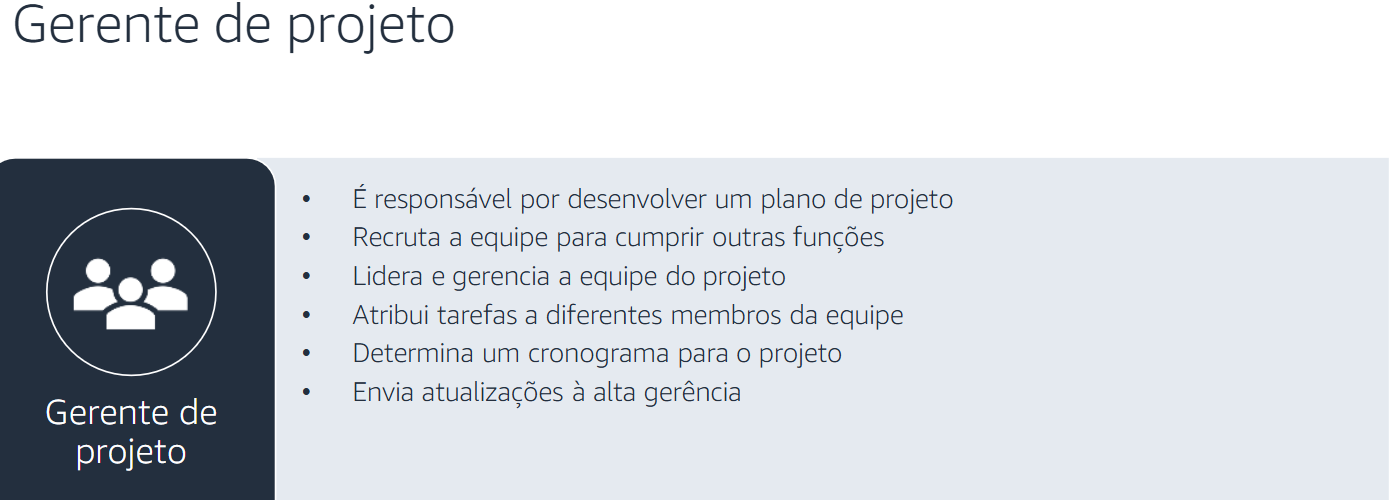 Gerente de projeto
• É responsável por desenvolver um plano de projeto
• Recruta a equipe para cumprir outras funções
• Lidera e gerencia a equipe do projeto
• Atribui tarefas a diferentes membros da equipe
• Determina um cronograma para o projeto
• Envia atualizações à alta gerência
Gerente de
projeto